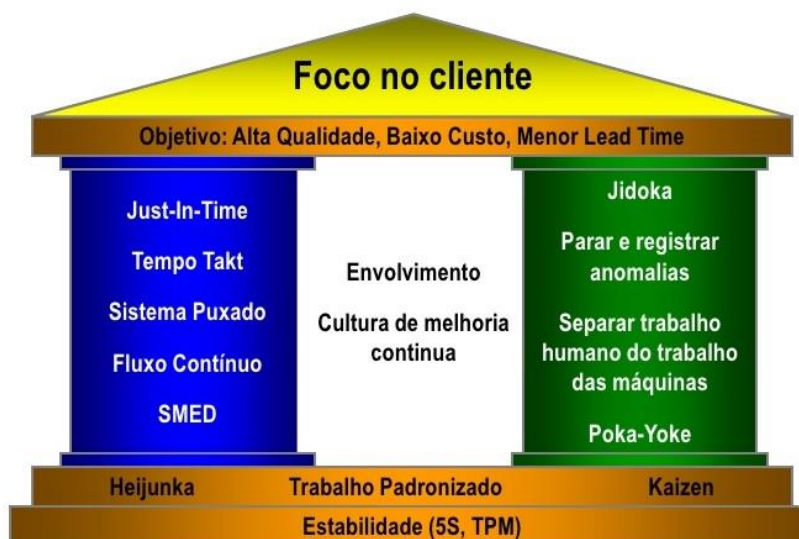 Foco no cliente
Objetivo: Alta Qualidade, Baixo Custo, Menor Lead Time
Just-In-Time
Tempo Takt
Sistema Puxado
Fluxo Contínuo
SMED
Envolvimento
Cultura de melhoria
continua
Jidoka
Parar e registrar
anomalias
Separar trabalho
humano do trabalho
das máquinas
Poka-Yoke
Heijunka Trabalho Padronizado Kaizen
Estabilidade (5S, TPM)